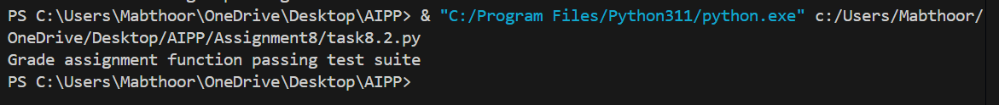 PS C:\Users\Mabthoor\OneDrive\Desktop\AIPP> & "C:/Program Files/Python311/python.exe" c:/Users/Mabthoor/
OneDrive/Desktop/AIPP/Assignment8/task8.2.py
Grade assignment function passing test suite
PS C:\Users\Mabthoor\OneDrive\Desktop\AIPP>